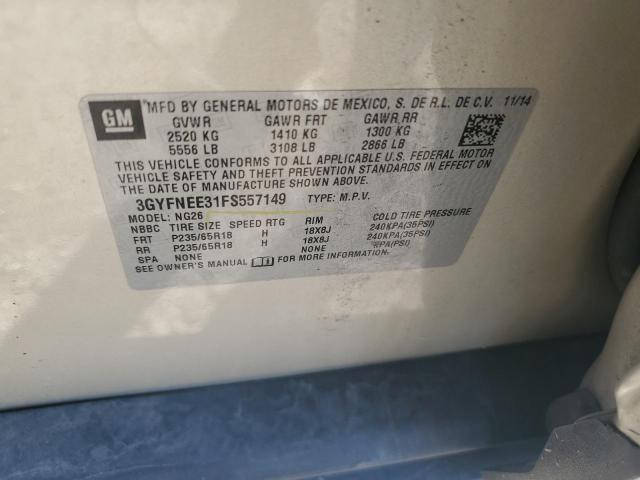 GM
MFD BY GENERAL MOTORS DE MEXICO, S. DE R.L. DE C.V. 11/14
GVWR GAWR FRT GAWR RR
2520 KG 1410 KG 1300 KG
5556 LB 3108 LB 2866 LB
THIS VEHICLE CONFORMS TO ALL APPLICABLE U.S. FEDERAL MOTOR
VEHICLE SAFETY AND THEFT PREVENTION STANDARDS IN EFFECT ON
THE DATE OF MANUFACTURE SHOWN ABOVE.
3GYFNEE31FS557149 TYPE: M.P.V.
MODEL: NG26
NBBC TIRE SIZE SPEED RTG RIM COLD TIRE PRESSURE
FRT P235/65R18 H 18X8J 240KPA(35PSI)
RR P235/65R18 H 18X8J 240KPA(35PSI)
SPA NONE NONE KPA(PSI)
SEE OWNER'S MANUAL FOR MORE INFORMATION.